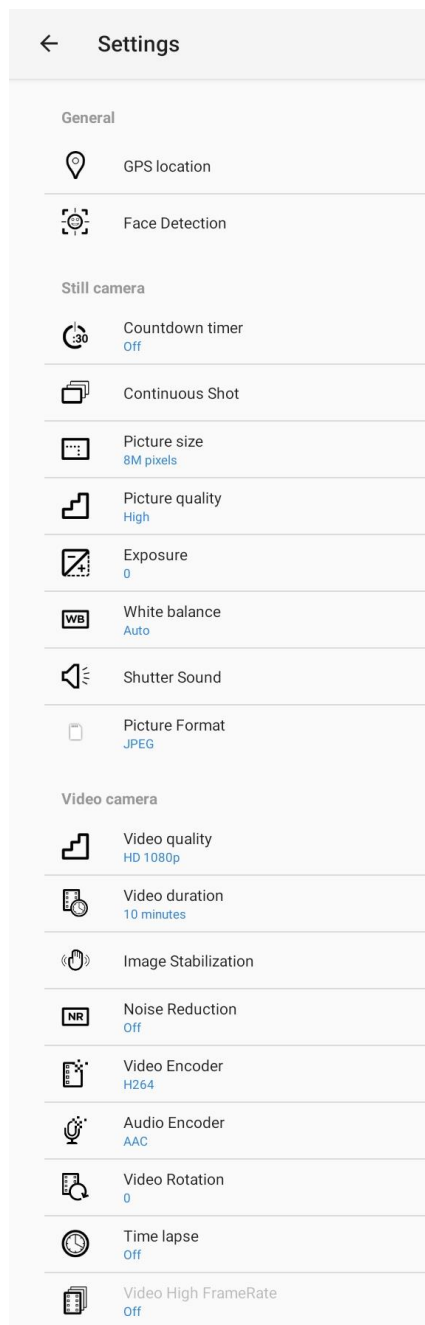 Settings
General
GPS location
Face Detection
Still camera
:30
Countdown timer
Off
Continuous Shot
Picture size
8M pixels
Picture quality
High
Exposure
0
WB
White balance
Auto
Shutter Sound
Picture Format
JPEG
Video camera
Video quality
HD 1080p
Video duration
10 minutes
Image Stabilization
NR
Noise Reduction
Off
Video Encoder
H264
Audio Encoder
AAC
Video Rotation
0
Time lapse
Off
Video High FrameRate
Off